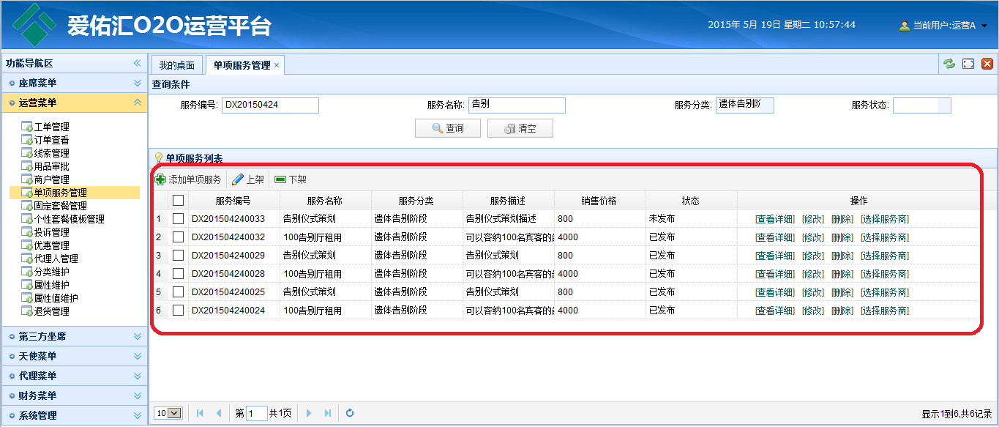 爱佑汇O2O运营平台
2015年 5月 19日 星期二 10:57:44
当前用户:运营A
功能导航区
座席菜单
运营菜单
工单管理
订单查看
线索管理
用品审批
商户管理
单项服务管理
固定套餐管理
个性套餐模板管理
投诉管理
优惠管理
代理人管理
分类维护
属性维护
属性值维护
退货管理
第三方坐席
天使菜单
代理菜单
财务菜单
系统管理
我的桌面 单项服务管理 ×
查询条件
服务编号: DX20150424 服务名称: 告别 服务分类: 遗体告别阶 服务状态:
查询 清空
单项服务列表
添加单项服务 上架 下架
服务编号 服务名称 服务分类 服务描述 销售价格 状态 操作
1 DX201504240033 告别仪式策划 遗体告别阶段 告别仪式策划描述 800 未发布 [查看详细] [修改] [删除] [选择服务商]
2 DX201504240032 100告别厅租用 遗体告别阶段 可以容纳100名宾客的 4000 已发布 [查看详细] [修改] [删除] [选择服务商]
3 DX201504240029 告别仪式策划 遗体告别阶段 告别仪式策划 800 已发布 [查看详细] [修改] [删除] [选择服务商]
4 DX201504240028 100告别厅租用 遗体告别阶段 可以容纳100名宾客的 4000 已发布 [查看详细] [修改] [删除] [选择服务商]
5 DX201504240025 告别仪式策划 遗体告别阶段 告别仪式策划 800 已发布 [查看详细] [修改] [删除] [选择服务商]
6 DX201504240024 100告别厅租用 遗体告别阶段 可以容纳100名宾客的 4000 已发布 [查看详细] [修改] [删除] [选择服务商]
10 第 1 共1页 显示1到6,共6记录